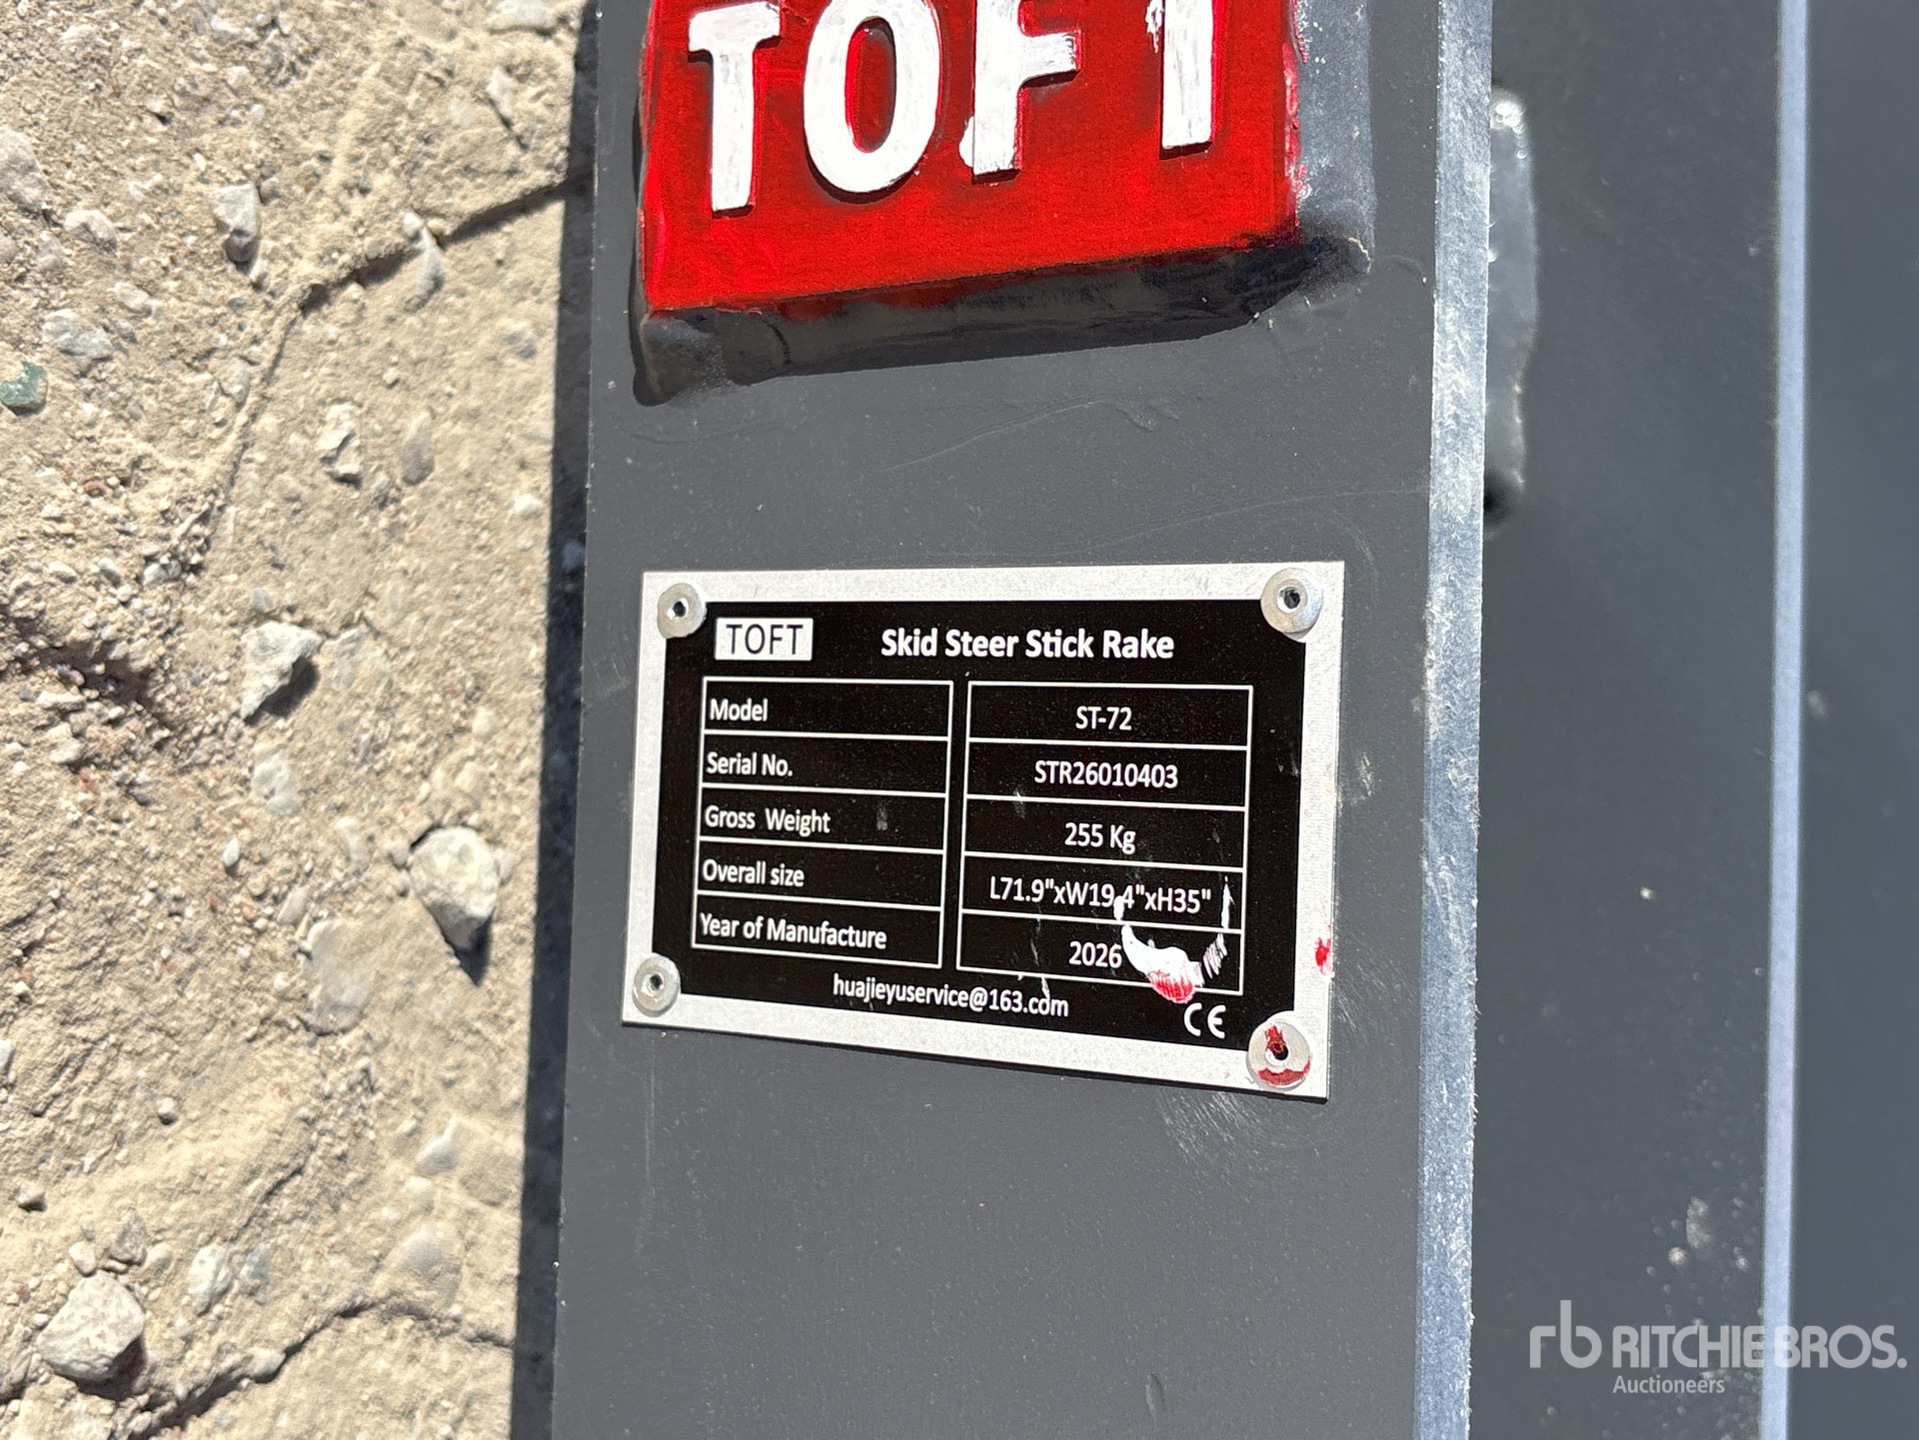 TOFT
TOFT Skid Steer Stick Rake
Model ST-72
Serial No. STR26010403
Gross Weight 255 Kg
Overall size L71.9"xW19.4"xH35"
Year of Manufacture 2026
huajieyuservice@163.com
CE
rb RITCHIE BROS.
Auctioneers